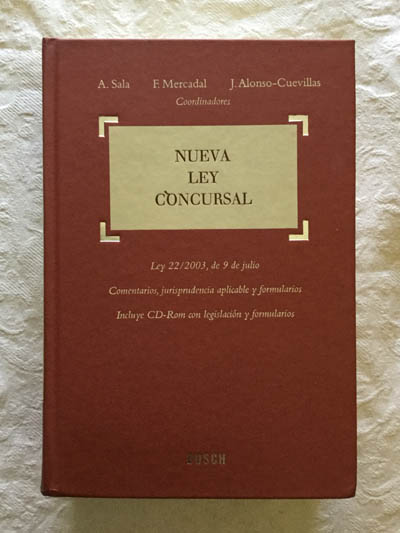 A. Sala F. Mercadal J. Alonso-Cuevillas
Coordinadores
NUEVA
LEY
CONCURSAL
Ley 22/2003, de 9 de julio
Comentarios, jurisprudencia aplicable y formularios
Incluye CD-Rom con legislación y formularios
BOSCH